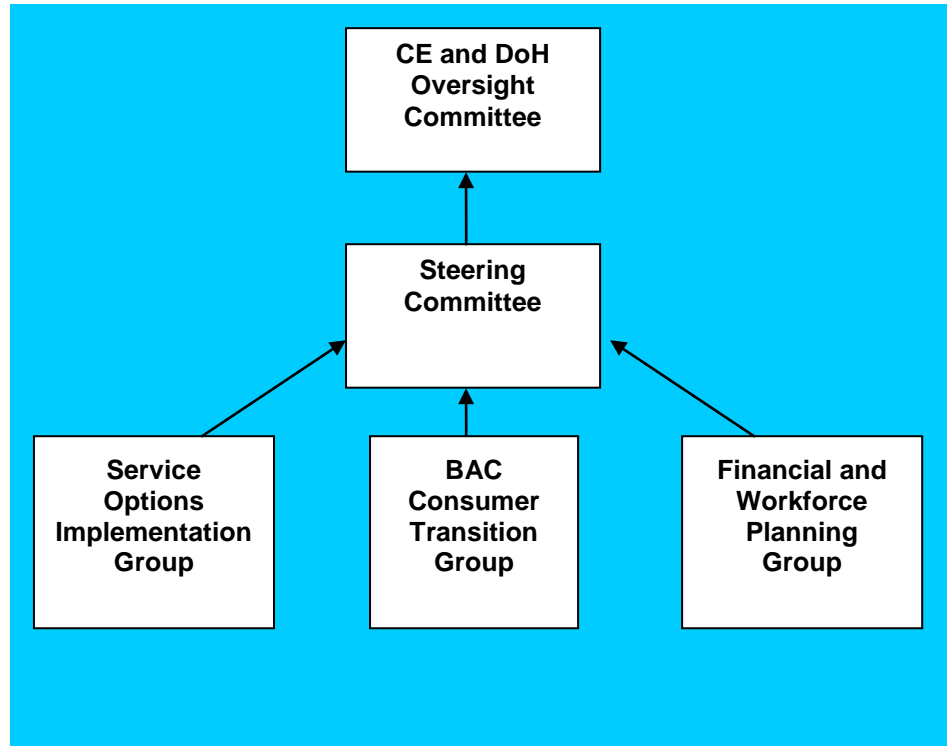 CE and DoH
Oversight
Committee
Steering
Committee
Service
Options
Implementation
Group
BAC
Consumer
Transition
Group
Financial and
Workforce
Planning
Group